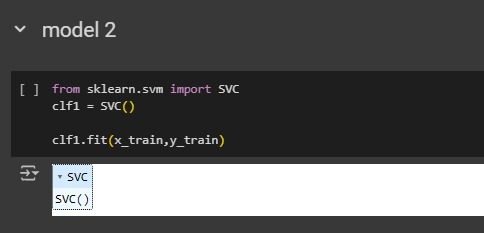 model 2
[ ] from sklearn.svm import SVC
clf1 = SVC()
clf1.fit(x_train,y_train)
SVC
SVC()